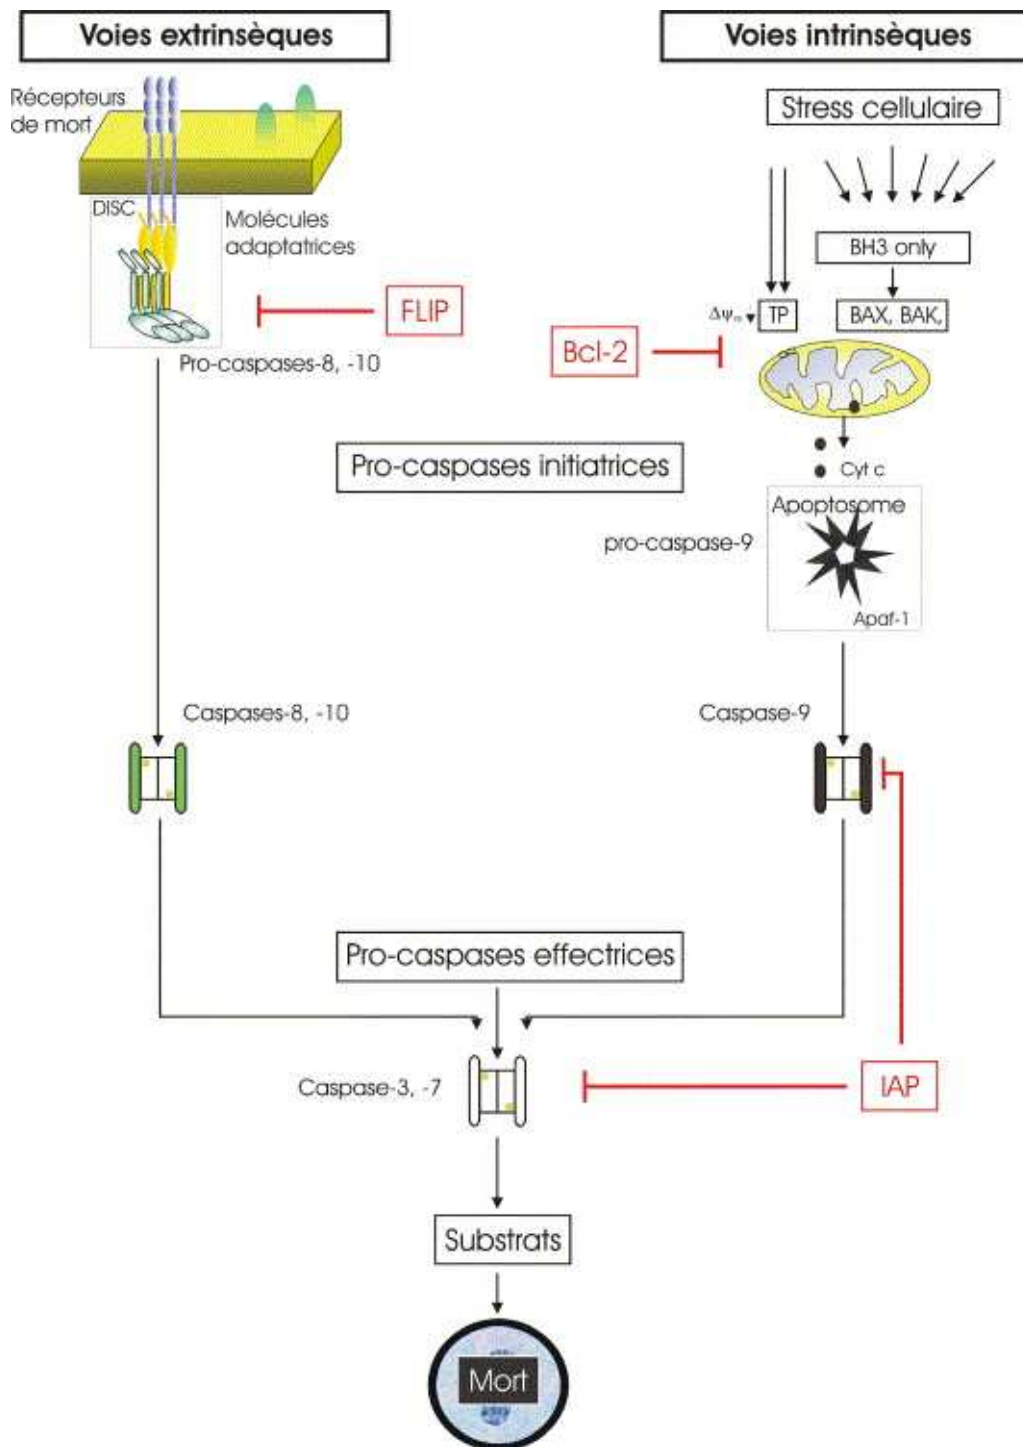 Voies extrinsèques
Voies intrinsèques
Récepteurs
de mort
Stress cellulaire
DISC
Molécules
adaptatrices
BH3 only
FLIP
Δψm
TP
BAX, BAK,
Bcl-2
Pro-caspases-8, -10
Pro-caspases initiatrices
Cyt c
Apoptosome
pro-caspase-9
Apaf-1
Caspases-8, -10
Caspase-9
Pro-caspases effectrices
Caspase-3, -7
IAP
Substrats
Mort